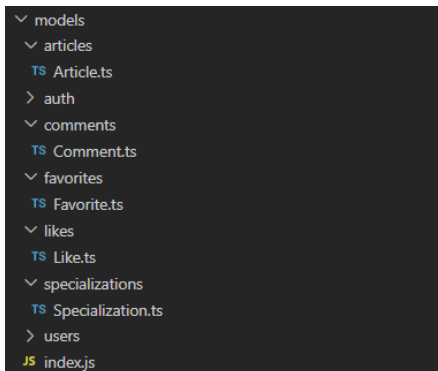 models
articles
TS Article.ts
auth
comments
TS Comment.ts
favorites
TS Favorite.ts
likes
TS Like.ts
specializations
TS Specialization.ts
users
JS index.js